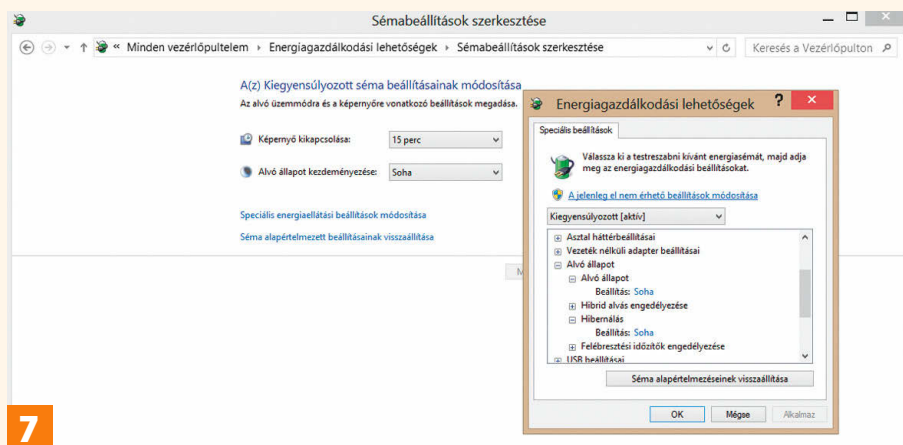 Sémabeállítások szerkesztése
« Minden vezérlőpultelem Energiagazdálkodási lehetőségek Sémabeállítások szerkesztése
Keresés a Vezérlőpulton
A(z) Kiegyensúlyozott séma beállításainak módosítása
Az alvó üzemmódra és a képernyőre vonatkozó beállítások megadása.
Képernyő kikapcsolása: 15 perc
Alvó állapot kezdeményezése: Soha
Speciális energiaellátási beállítások módosítása
Séma alapértelmezett beállításainak visszaállítása
M
Energiagazdálkodási lehetőségek ?
Speciális beállítások
Válassza ki a testreszabni kívánt energiasémát, majd adja
meg az energiagazdálkodási beállításokat.
A jelenleg el nem érhető beállítások módosítása
Kiegyensúlyozott [aktív]
Asztal háttérbeállításai
Vezeték nélküli adapter beállításai
Alvó állapot
Alvó állapot
Beállítás: Soha
Hibrid alvás engedélyezése
Hibernálás
Beállítás: Soha
Felébresztési időzítők engedélyezése
USB beállításai
Séma alapértelmezéseinek visszaállítása
OK Mégse Alkalmaz
7